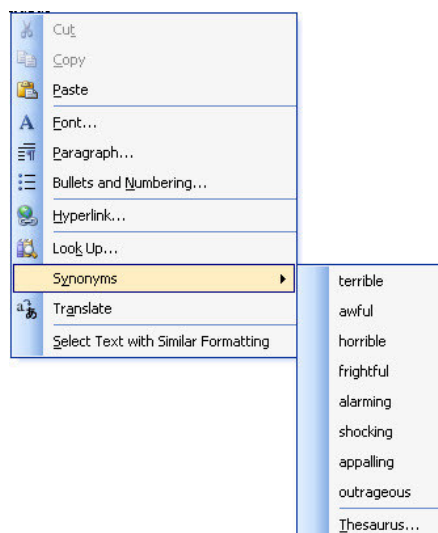 Cut
Copy
Paste
Font...
Paragraph...
Bullets and Numbering...
Hyperlink...
Look Up...
Synonyms
Translate
Select Text with Similar Formatting
terrible
awful
horrible
frightful
alarming
shocking
appalling
outrageous
Thesaurus...